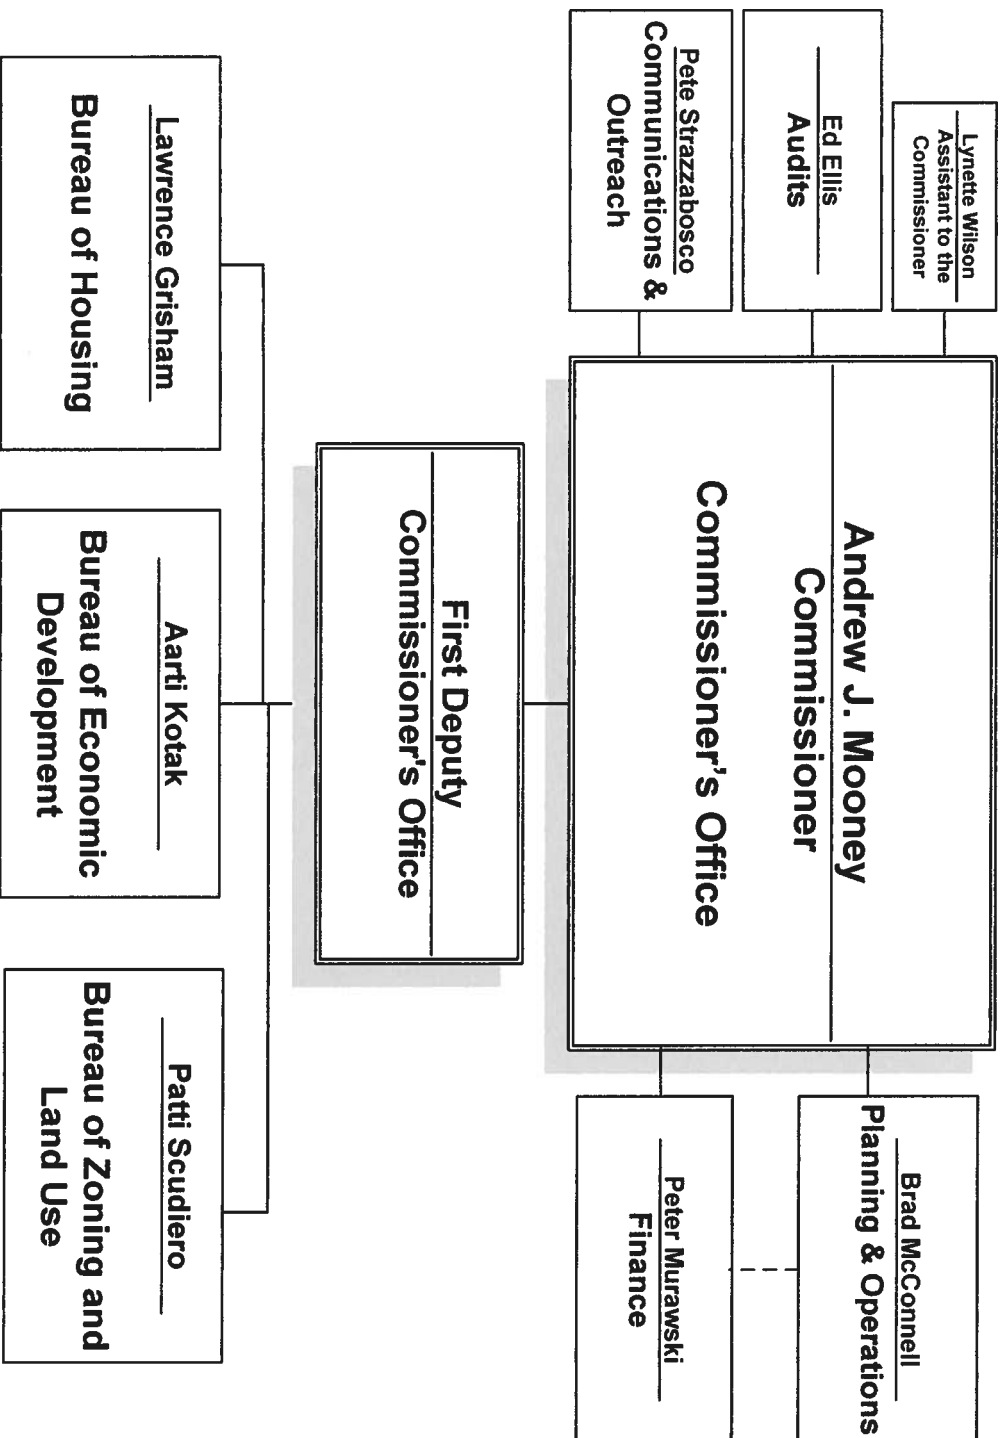 Lynette Wilson
Assistant to the
Commissioner
Ed Ellis
Audits
Pete Strazzabosco
Communications &
Outreach
Andrew J. Mooney
Commissioner
Commissioner's Office
Brad McConnell
Planning & Operations
Peter Murawski
Finance
First Deputy
Commissioner's Office
Lawrence Grisham
Bureau of Housing
Aarti Kotak
Bureau of Economic
Development
Patti Scudiero
Bureau of Zoning and
Land Use